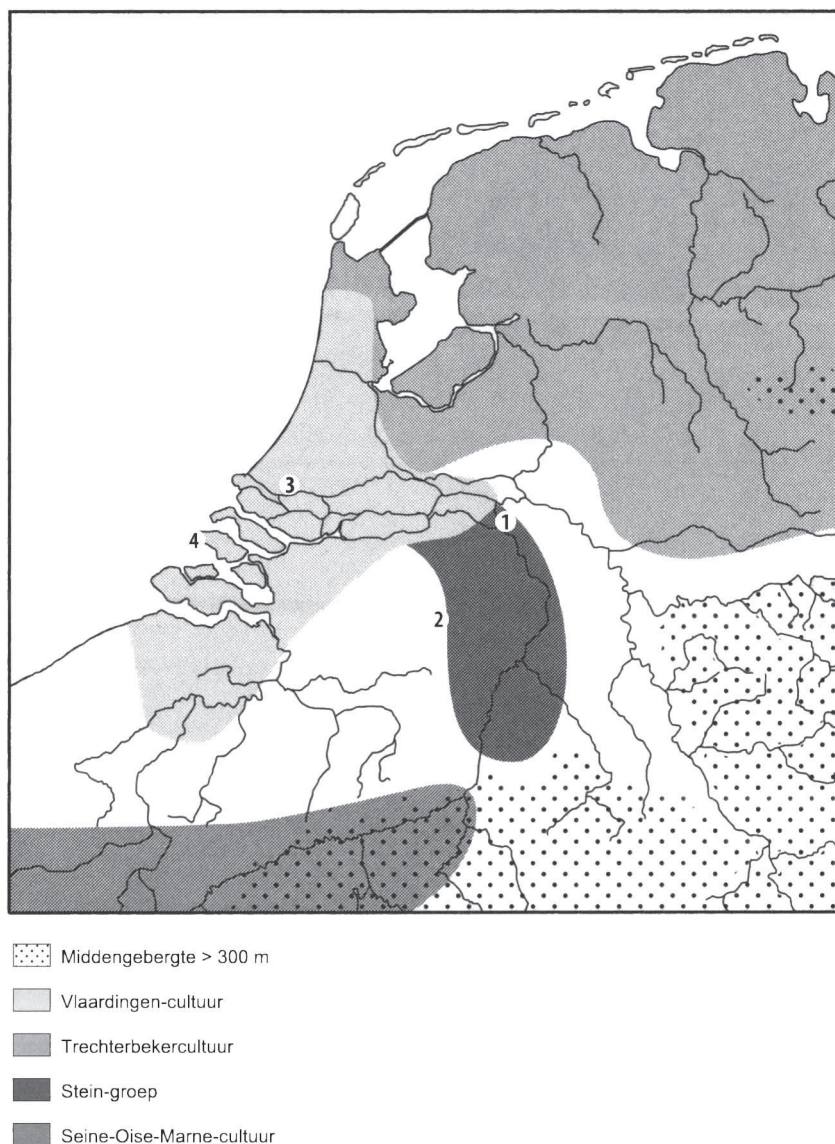 3
1
4
2
Middengebergte > 300 m
Vlaardingen-cultuur
Trechterbekercultuur
Stein-groep
Seine-Oise-Marne-cultuur